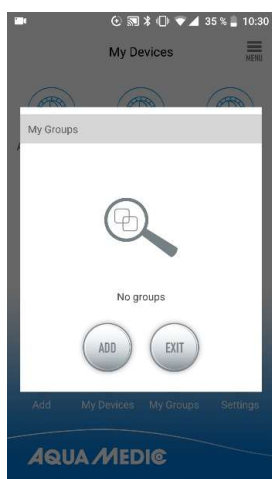 35 % 10:30
My Devices
MENU
My Groups
No groups
ADD EXIT
Add My Devices My Groups Settings
AQUA MEDIC